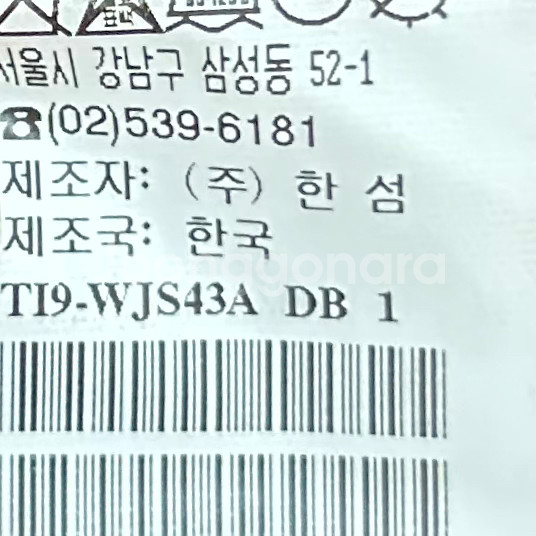 서울시 강남구 삼성동 52-1
☎(02)539-6181
제조자: (주) 한 섬
제조국: 한국
TI9-WJS43A DB 1